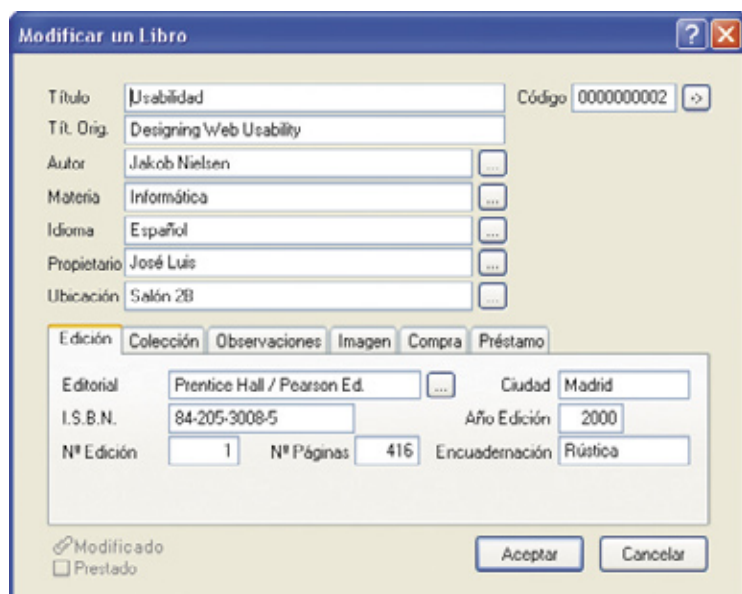 Modificar un Libro
Título Usabilidad Código 0000000002 ->
Tít. Orig. Designing Web Usability
Autor Jakob Nielsen ...
Materia Informática ...
Idioma Español ...
Propietario José Luis ...
Ubicación Salón 2B ...
Edición Colección Observaciones Imagen Compra Préstamo
Editorial Prentice Hall / Pearson Ed. ... Ciudad Madrid
I.S.B.N. 84-205-3008-5 Año Edición 2000
Nº Edición 1 Nº Páginas 416 Encuadernación Rústica
Modificado
Prestado
Aceptar Cancelar